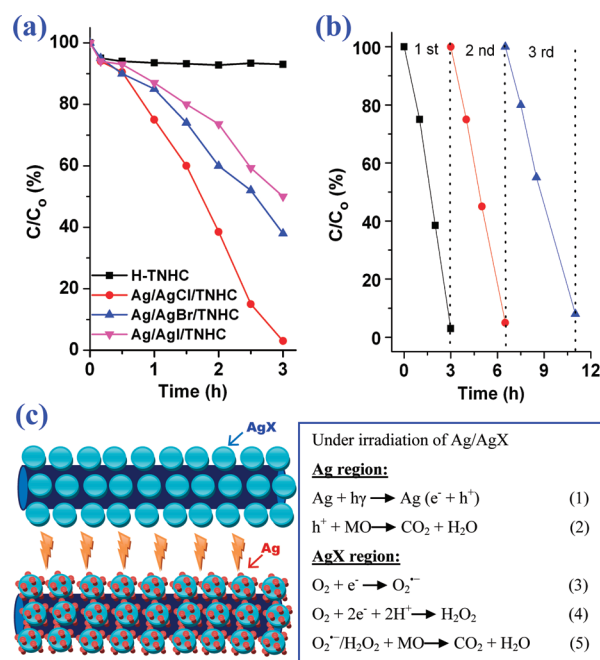 (a)
100
80
60
40
20
0
C/C₀ (%)
H-TNHC
Ag/AgCl/TNHC
Ag/AgBr/TNHC
Ag/AgI/TNHC
0 1 2 3
Time (h)
(b)
1 st 2 nd 3 rd
100
80
60
40
20
0
C/C₀ (%)
0 3 6 9 12
Time (h)
(c)
AgX
Ag
Under irradiation of Ag/AgX
Ag region:
Ag + hγ → Ag (e⁻ + h⁺) (1)
h⁺ + MO → CO₂ + H₂O (2)
AgX region:
O₂ + e⁻ → O₂•⁻ (3)
O₂ + 2e⁻ + 2H⁺ → H₂O₂ (4)
O₂•⁻/H₂O₂ + MO → CO₂ + H₂O (5)